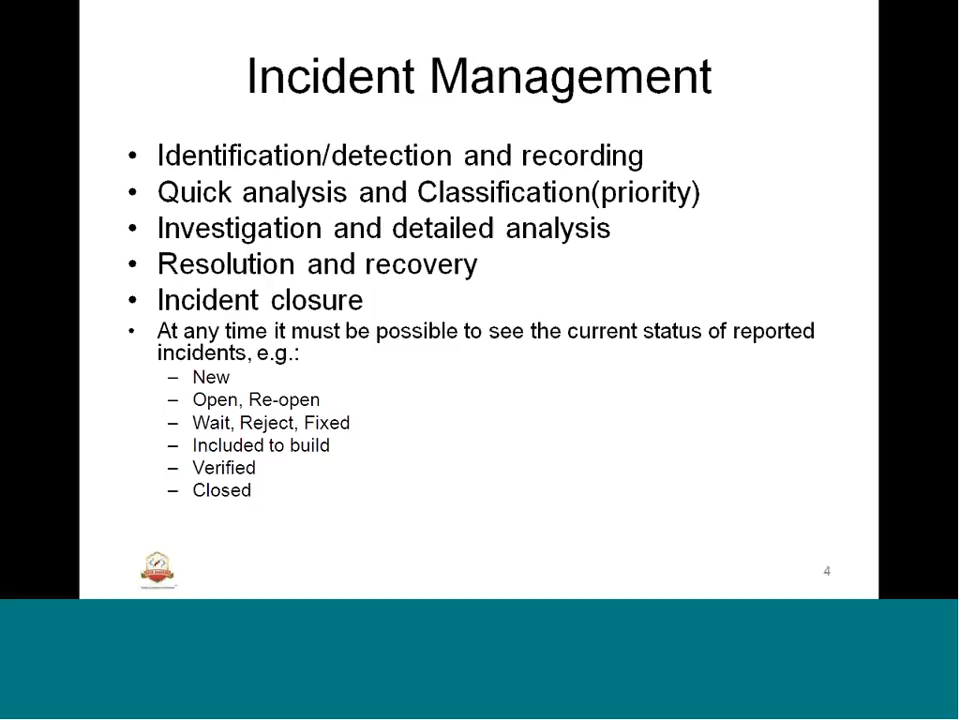 Incident Management
• Identification/detection and recording
• Quick analysis and Classification(priority)
• Investigation and detailed analysis
• Resolution and recovery
• Incident closure
• At any time it must be possible to see the current status of reported
incidents, e.g.:
– New
– Open, Re-open
– Wait, Reject, Fixed
– Included to build
– Verified
– Closed
4